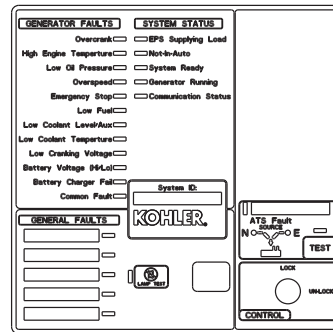 GENERATOR FAULTS
Overcrank
High Engine Temperture
Low Oil Pressure
Overspeed
Emergency Stop
Low Fuel
Low Coolant Level/Aux
Low Coolant Temperture
Low Cranking Voltage
Battery Voltage (Hi/Lo)
Battery Charger Fail
Common Fault
SYSTEM STATUS
EPS Supplying Load
Not-In-Auto
System Ready
Generator Running
Communication Status
System ID:
KOHLER.
GENERAL FAULTS
LAMP TEST
ATS Fault
SOURCE
N E
TEST
LOCK
UN-LOCK
CONTROL